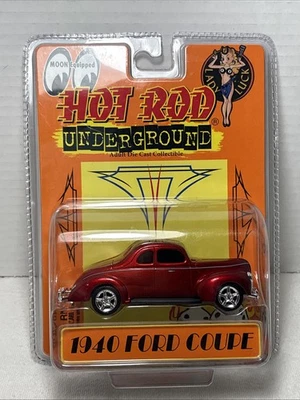 MOON Equipped
LADY LUCK
HOT ROD®
UNDERGROUND
Adult Die Cast Collectible
1940 FORD COUPE